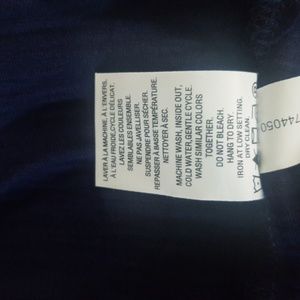 LAVER À LA MACHINE, À L'ENVERS,
À L'EAU FROIDE, CYCLE DÉLICAT.
LAVEZ LES COULEURS
SEMBLABLES ENSEMBLE.
NE PAS JAVELLISER.
SUSPENDRE POUR SÉCHER.
REPASSER À BASSE TEMPÉRATURE
NETTOYER À SEC.
MACHINE WASH, INSIDE OUT,
COLD WATER, GENTLE CYCLE.
WASH SIMILAR COLORS
TOGETHER.
DO NOT BLEACH.
HANG TO DRY.
IRON AT LOW SETTING.
DRY CLEAN.
744050